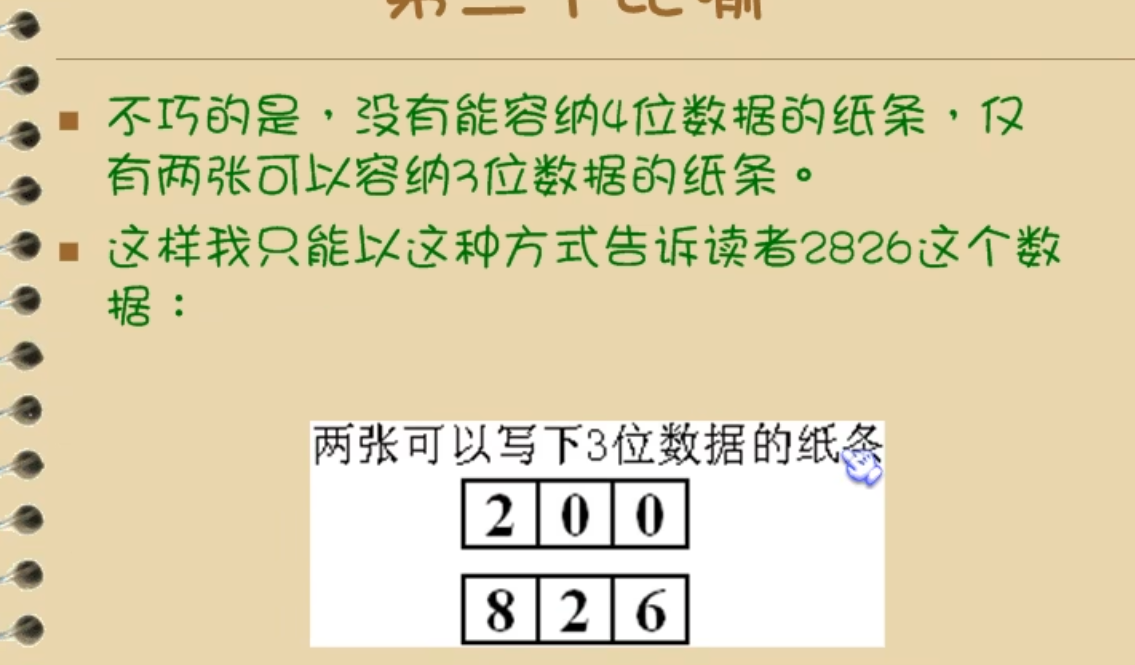 不巧的是，没有能容纳4位数据的纸条，仅
有两张可以容纳3位数据的纸条。
这样我只能以这种方式告诉读者2826这个数
据：
两张可以写下3位数据的纸条
2 0 0
8 2 6